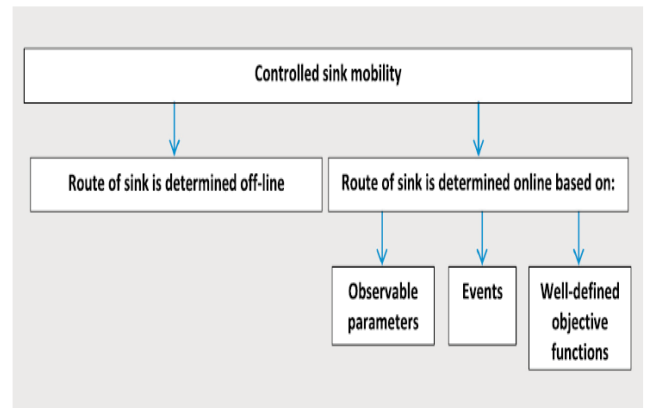 Controlled sink mobility
Route of sink is determined off-line
Route of sink is determined online based on:
Observable
parameters
Events
Well-defined
objective
functions